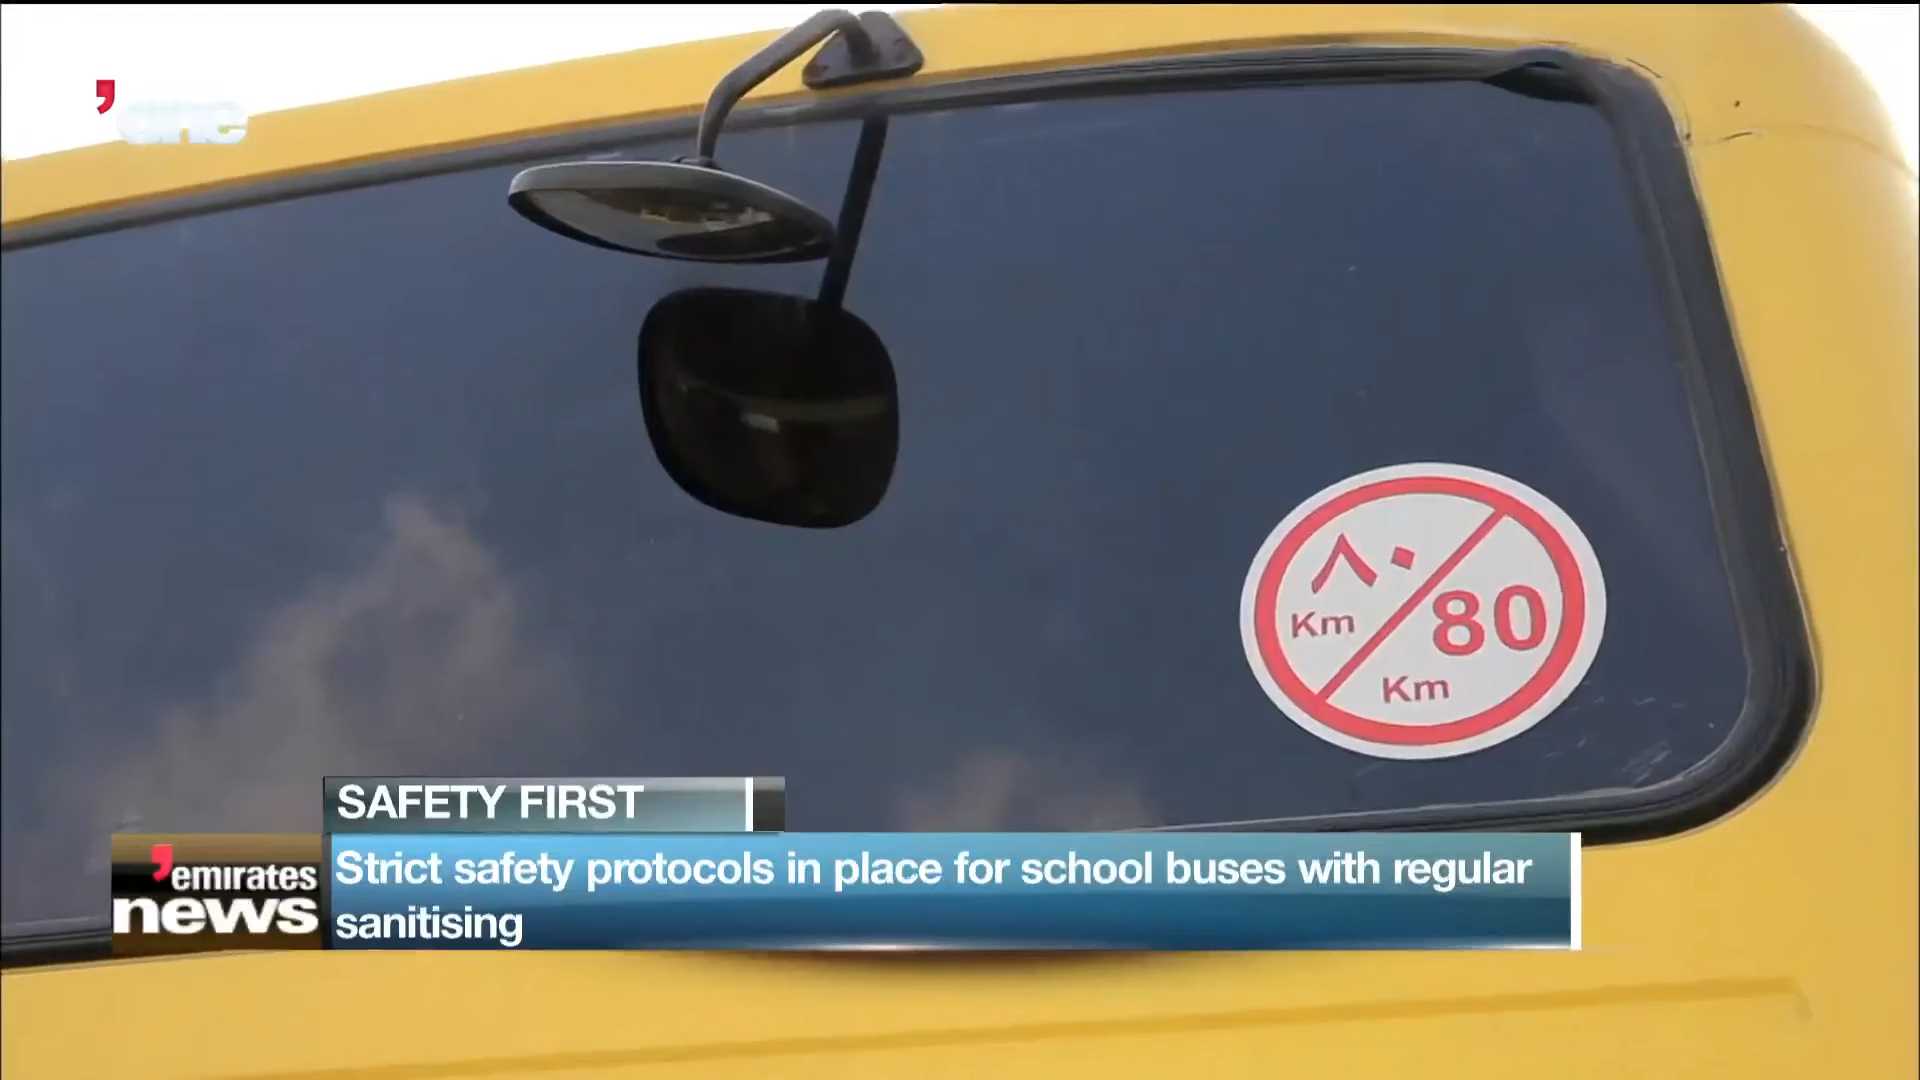 ٨٠
Km
80
Km
SAFETY FIRST
'emirates
news
Strict safety protocols in place for school buses with regular
sanitising